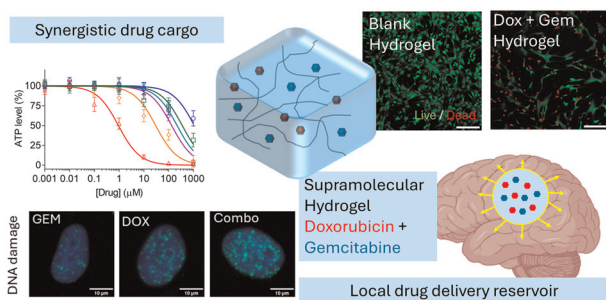 Synergistic drug cargo
ATP level (%)
100
75
50
25
0
0.001 0.01 0.1 1 10 100 1000
[Drug] (µM)
DNA damage
GEM
10 µm
DOX
10 µm
Combo
10 µm
Blank
Hydrogel
Live / Dead
Dox + Gem
Hydrogel
Supramolecular
Hydrogel
Doxorubicin +
Gemcitabine
Local drug delivery reservoir